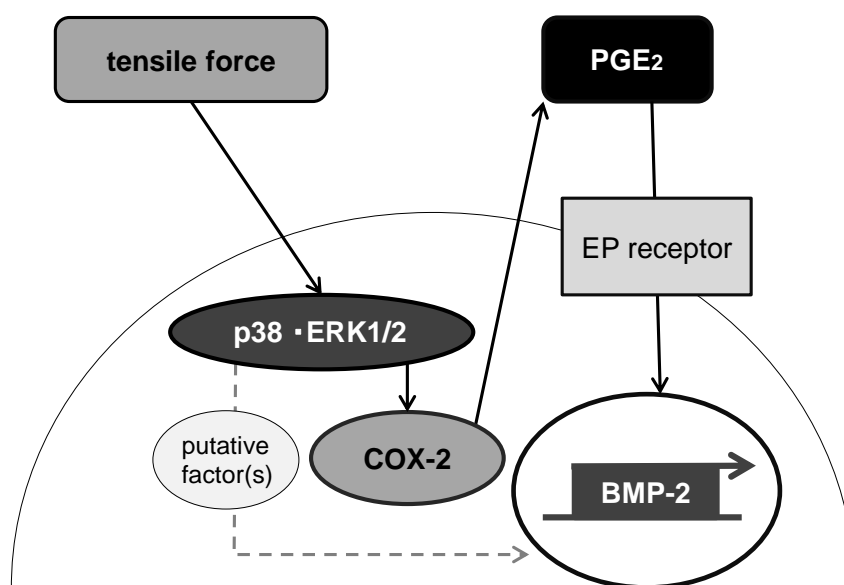 tensile force
PGE2
EP receptor
p38 ・ERK1/2
putative
factor(s)
COX-2
BMP-2